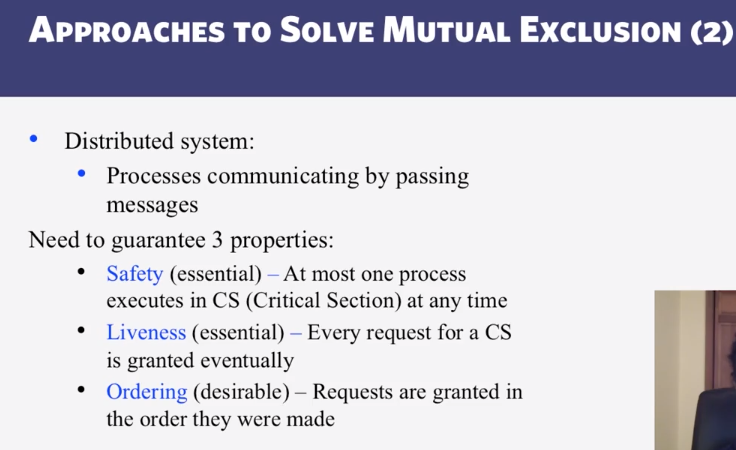 APPROACHES TO SOLVE MUTUAL EXCLUSION (2)
• Distributed system:
• Processes communicating by passing
messages
Need to guarantee 3 properties:
• Safety (essential) – At most one process
executes in CS (Critical Section) at any time
• Liveness (essential) – Every request for a CS
is granted eventually
• Ordering (desirable) – Requests are granted in
the order they were made